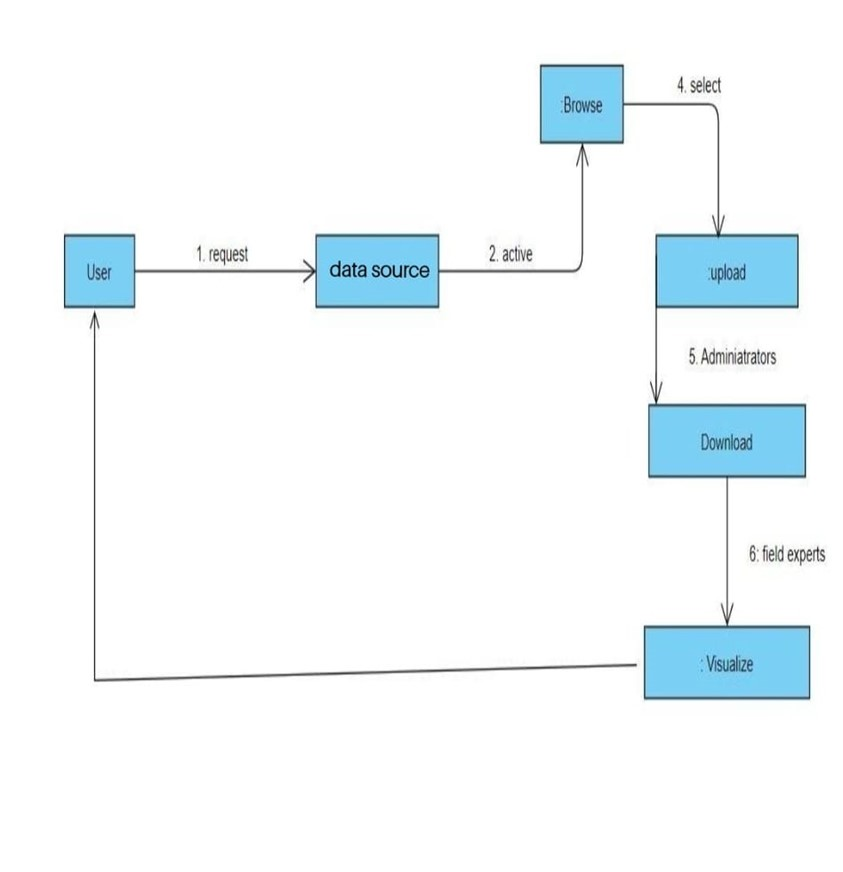 :Browse
4. select
User
1. request
data source
2. active
:upload
5. Adminiatrators
Download
6: field experts
: Visualize